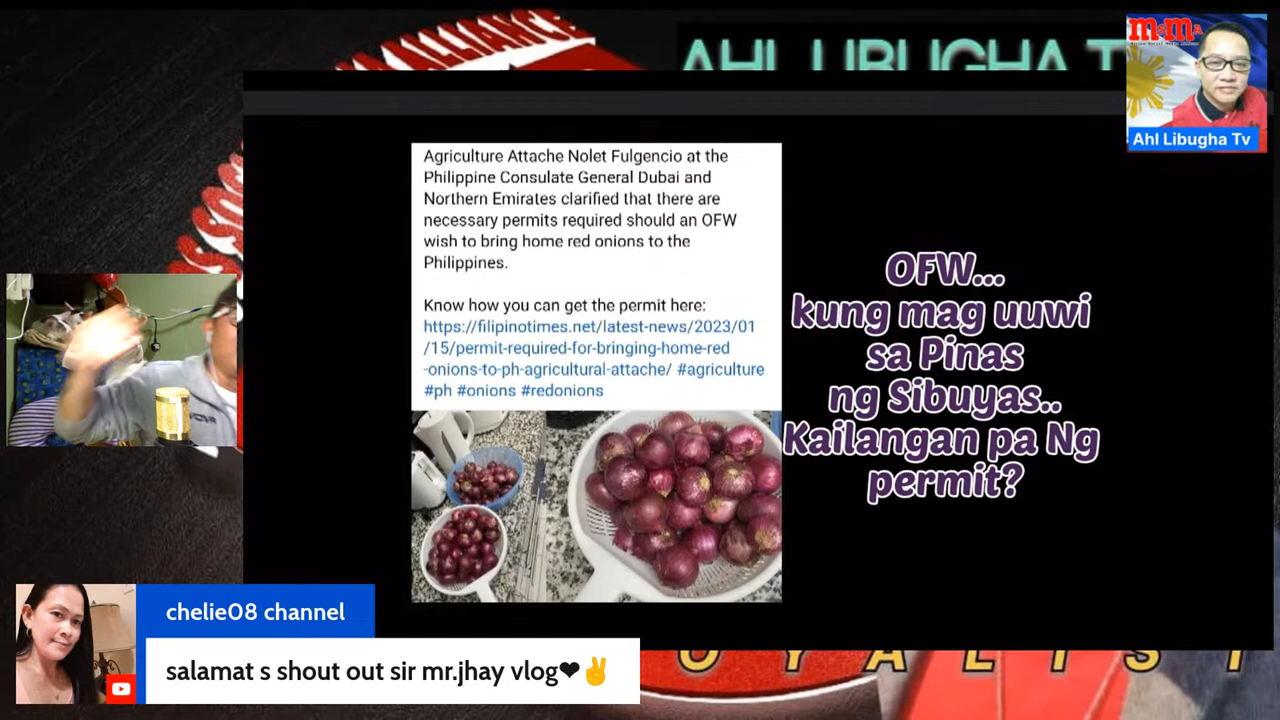 ALLIANCE
AHL LIBUGHA T
Ahl Libugha Tv
Agriculture Attache Nolet Fulgencio at the
Philippine Consulate General Dubai and
Northern Emirates clarified that there are
necessary permits required should an OFW
wish to bring home red onions to the
Philippines.
Know how you can get the permit here:
https://filipinotimes.net/latest-news/2023/01
/15/permit-required-for-bringing-home-red
-onions-to-ph-agricultural-attache/ #agriculture
#ph #onions #redonions
OFW...
kung mag uuwi
sa Pinas
ng Sibuyas..
Kailangan pa Ng
permit?
chelie08 channel
salamat s shout out sir mr.jhay vlog❤✌
OYALIST